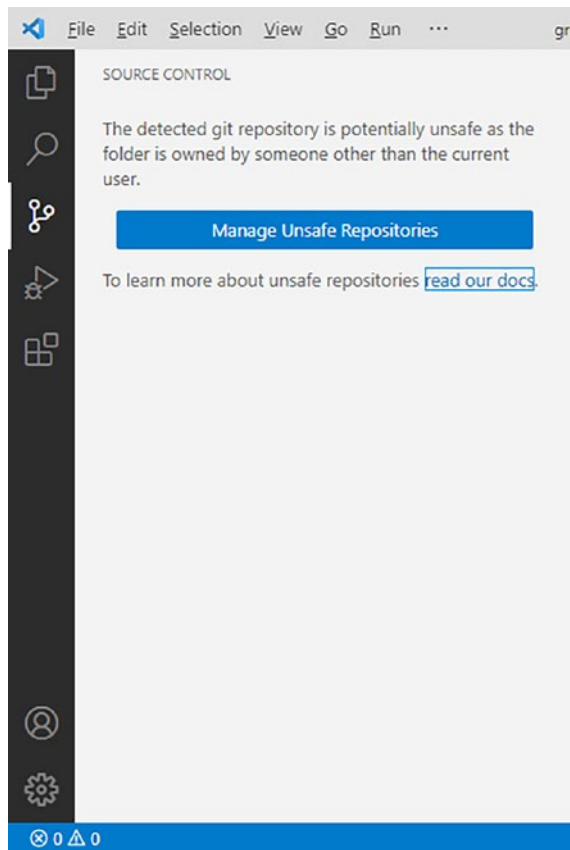 File Edit Selection View Go Run ··· gr
SOURCE CONTROL
The detected git repository is potentially unsafe as the
folder is owned by someone other than the current
user.
Manage Unsafe Repositories
To learn more about unsafe repositories read our docs.
0 0